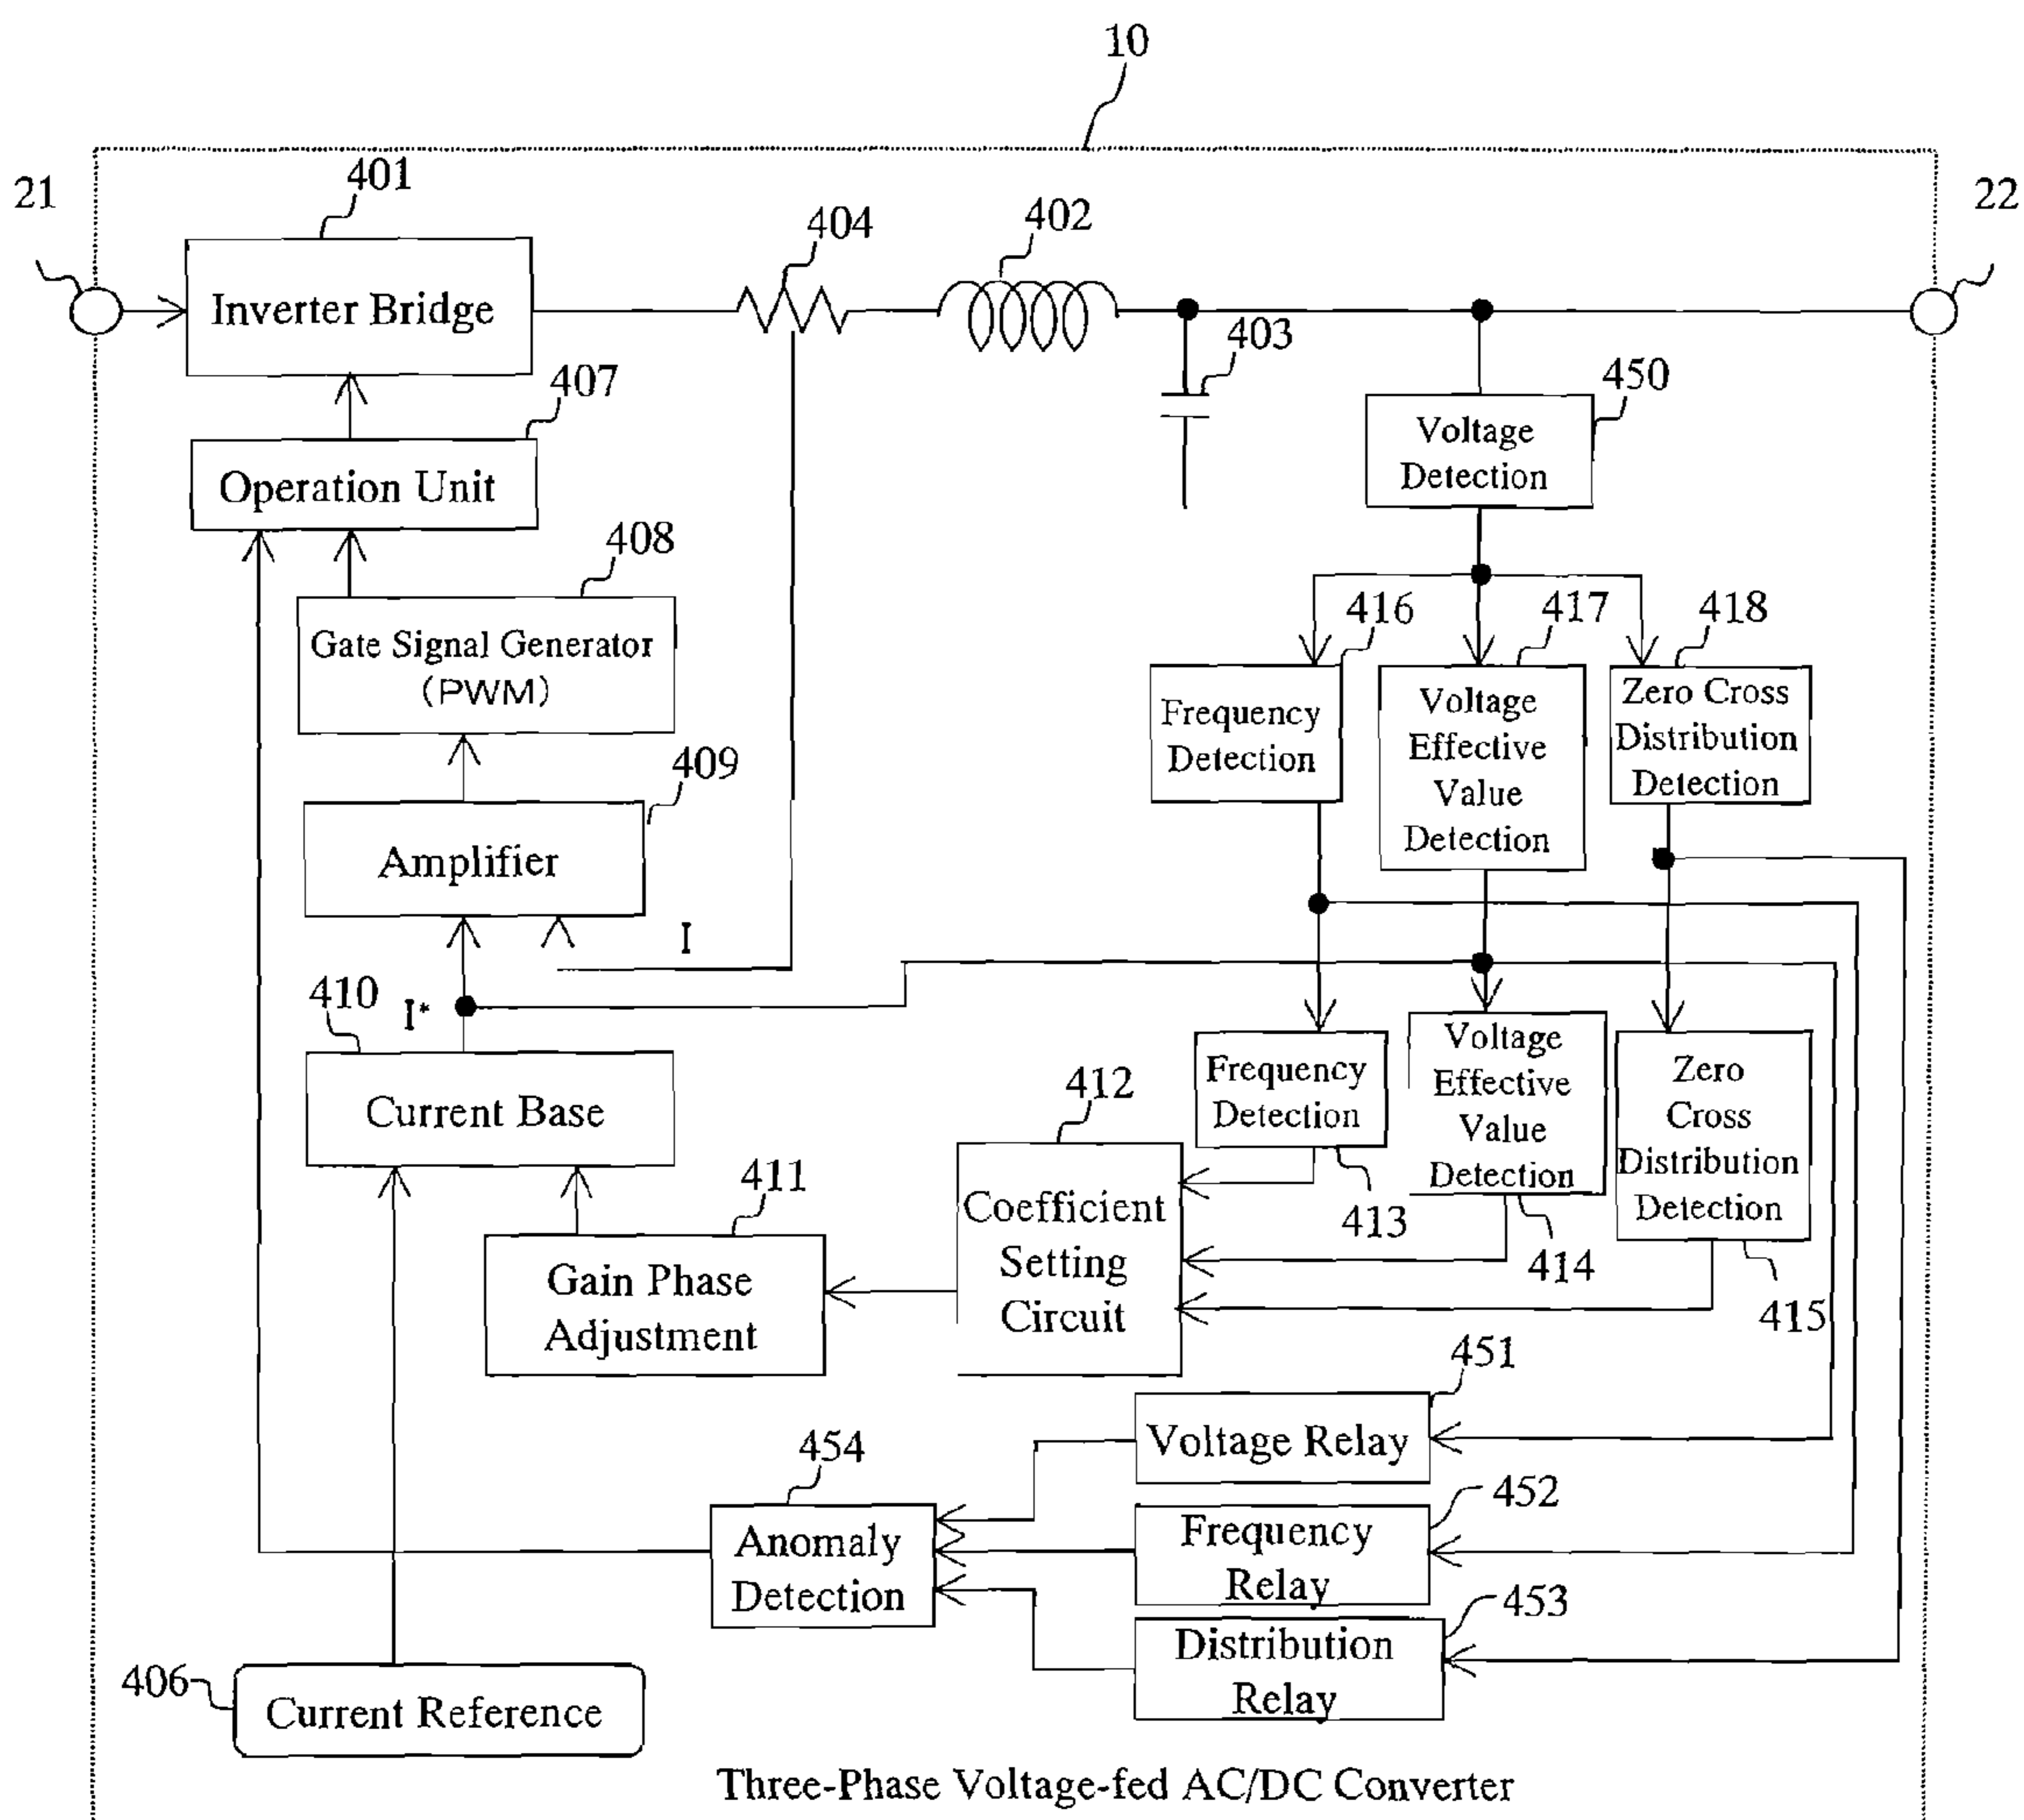 10
21
401
404
402
22
Inverter Bridge
403
407
450
Voltage
Detection
Operation Unit
408
416
417
418
Gate Signal Generator
(PWM)
Frequency
Detection
Voltage
Effective
Value
Detection
Zero Cross
Distribution
Detection
409
Amplifier
I
410
I*
Current Base
412
Frequency
Detection
Voltage
Effective
Value
Detection
Zero
Cross
Distribution
Detection
411
Coefficient
Setting
Circuit
413
414
415
Gain Phase
Adjustment
451
Voltage Relay
454
452
Anomaly
Detection
Frequency
Relay
453
Distribution
Relay
406
Current Reference
Three-Phase Voltage-fed AC/DC Converter